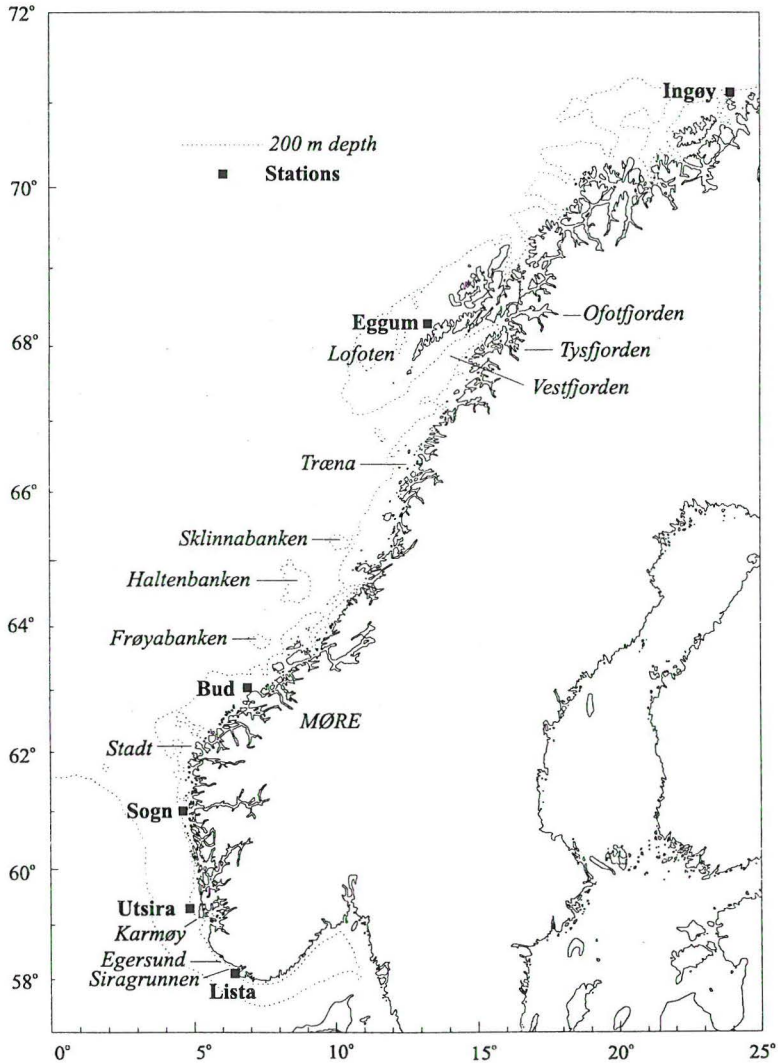 72°
Ingøy
200 m depth
Stations
70°
Eggum
Ofotfjorden
68°
Lofoten
Tysfjorden
Vestfjorden
Træna
66°
Sklinnabanken
Haltenbanken
64°
Frøyabanken
Bud
MØRE
62°
Stadt
Sogn
60°
Utsira
Karmøy
Egersund
58°
Siragrunnen
Lista
0° 5° 10° 15° 20° 25°